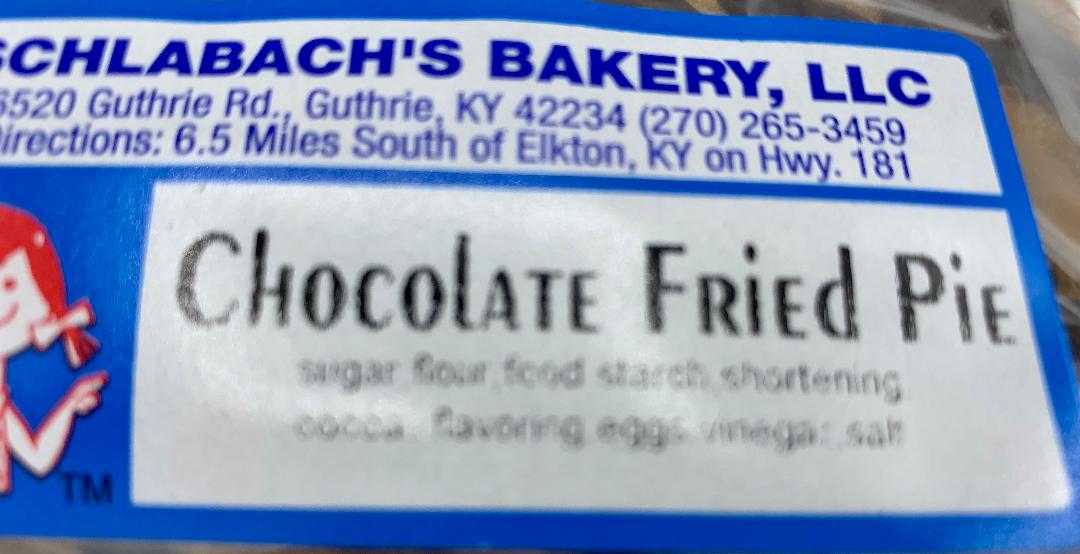 SCHLABACH'S BAKERY, LLC
6520 Guthrie Rd., Guthrie, KY 42234 (270) 265-3459
Directions: 6.5 Miles South of Elkton, KY on Hwy. 181
Chocolate Fried Pie
sugar, flour, food starch, shortening,
cocoa, flavoring, eggs, vinegar, salt
TM